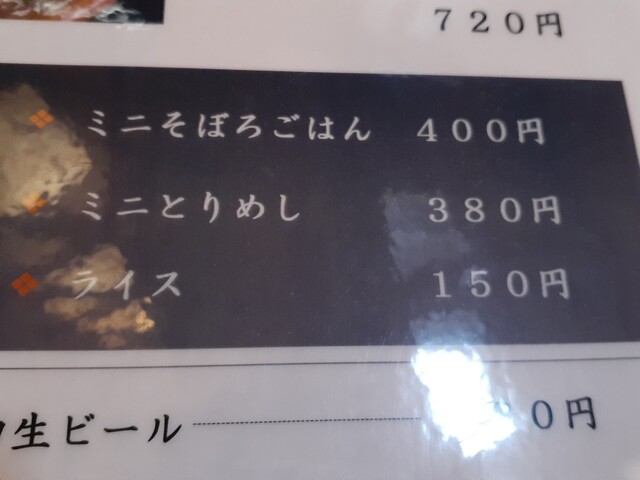 ７２０円
ミニそぼろごはん ４００円
ミニとりめし ３８０円
ライス １５０円
生ビール